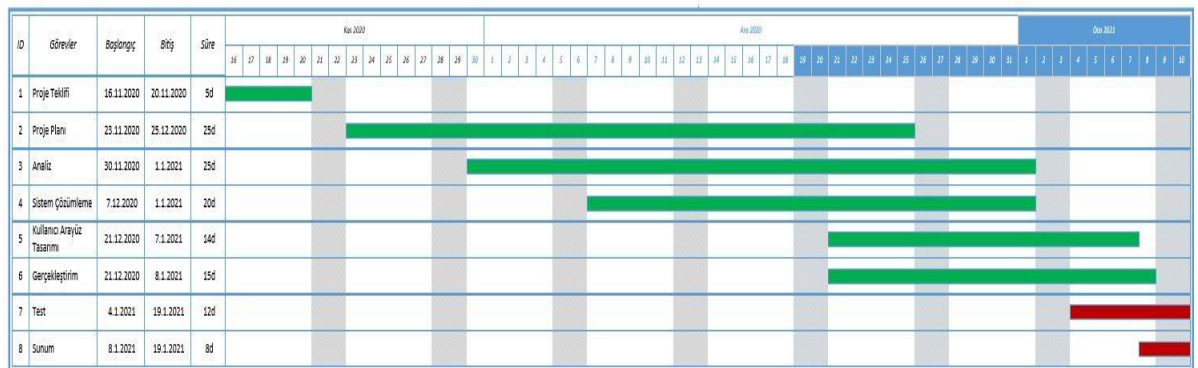 ID Görevler Başlangıç Bitiş Süre Kas 2020 Ara 2020 Oca 2021
16 17 18 19 20 21 22 23 24 25 26 27 28 29 30 1 2 3 4 5 6 7 8 9 10 11 12 13 14 15 16 17 18 19 20 21 22 23 24 25 26 27 28 29 30 31 1 2 3 4 5 6 7 8 9 10
1 Proje Teklifi 16.11.2020 20.11.2020 5d
2 Proje Planı 23.11.2020 25.12.2020 25d
3 Analiz 30.11.2020 1.1.2021 25d
4 Sistem Çözümleme 7.12.2020 1.1.2021 20d
5 Kullanıcı Arayüz
Tasarımı 21.12.2020 7.1.2021 14d
6 Gerçekleştirim 21.12.2020 8.1.2021 15d
7 Test 4.1.2021 19.1.2021 12d
8 Sunum 8.1.2021 19.1.2021 8d